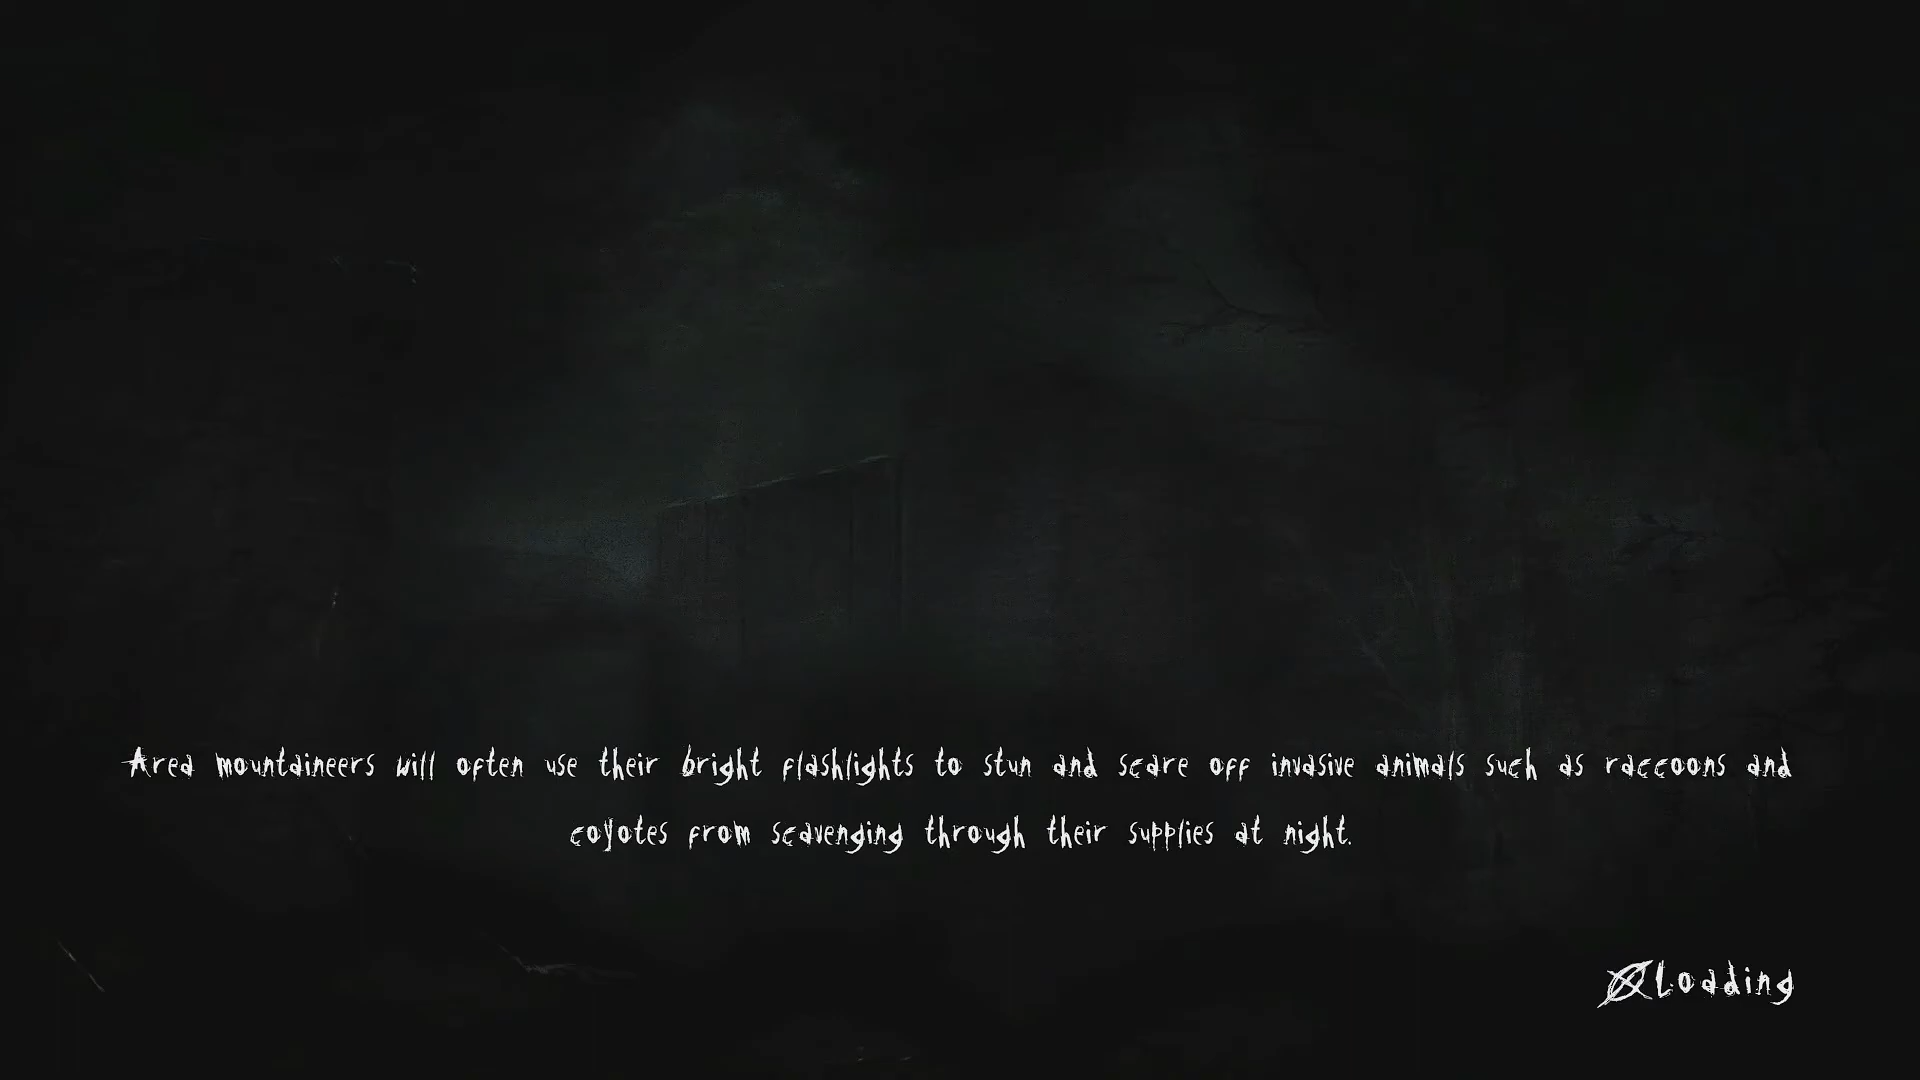 Area mountaineers will often use their bright flashlights to stun and scare off invasive animals such as raccoons and
coyotes from scavenging through their supplies at night.
Loading